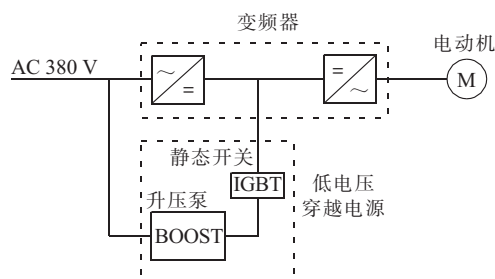 变频器
电动机
AC 380 V
～
=
=
～
M
静态开关
IGBT
低电压
穿越电源
升压泵
BOOST